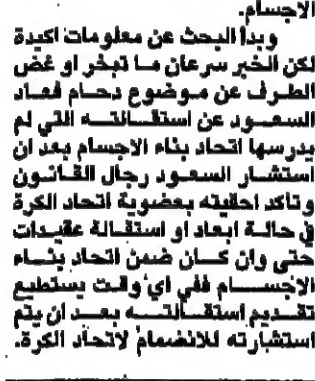 الاجسام.
وبدأ البحث عن معلومات اكيدة
لكن الخبر سرعان ما تبخر او غض
الطرف عن موضوع دحام فعاد
السعود عن استقالته التي لم
يدرسها اتحاد بناء الاجسام بعد ان
استشار السعود رجال القانون
وتاكد احقيته بعضوية اتحاد الكرة
في حالة ابعاد او استقالة عقيدات
حتى وان كان ضمن اتحاد بناء
الاجسام ففي اي وقت يستطيع
تقديم استقالته بعد ان يتم
استشارته للانضمام لاتحاد الكرة.